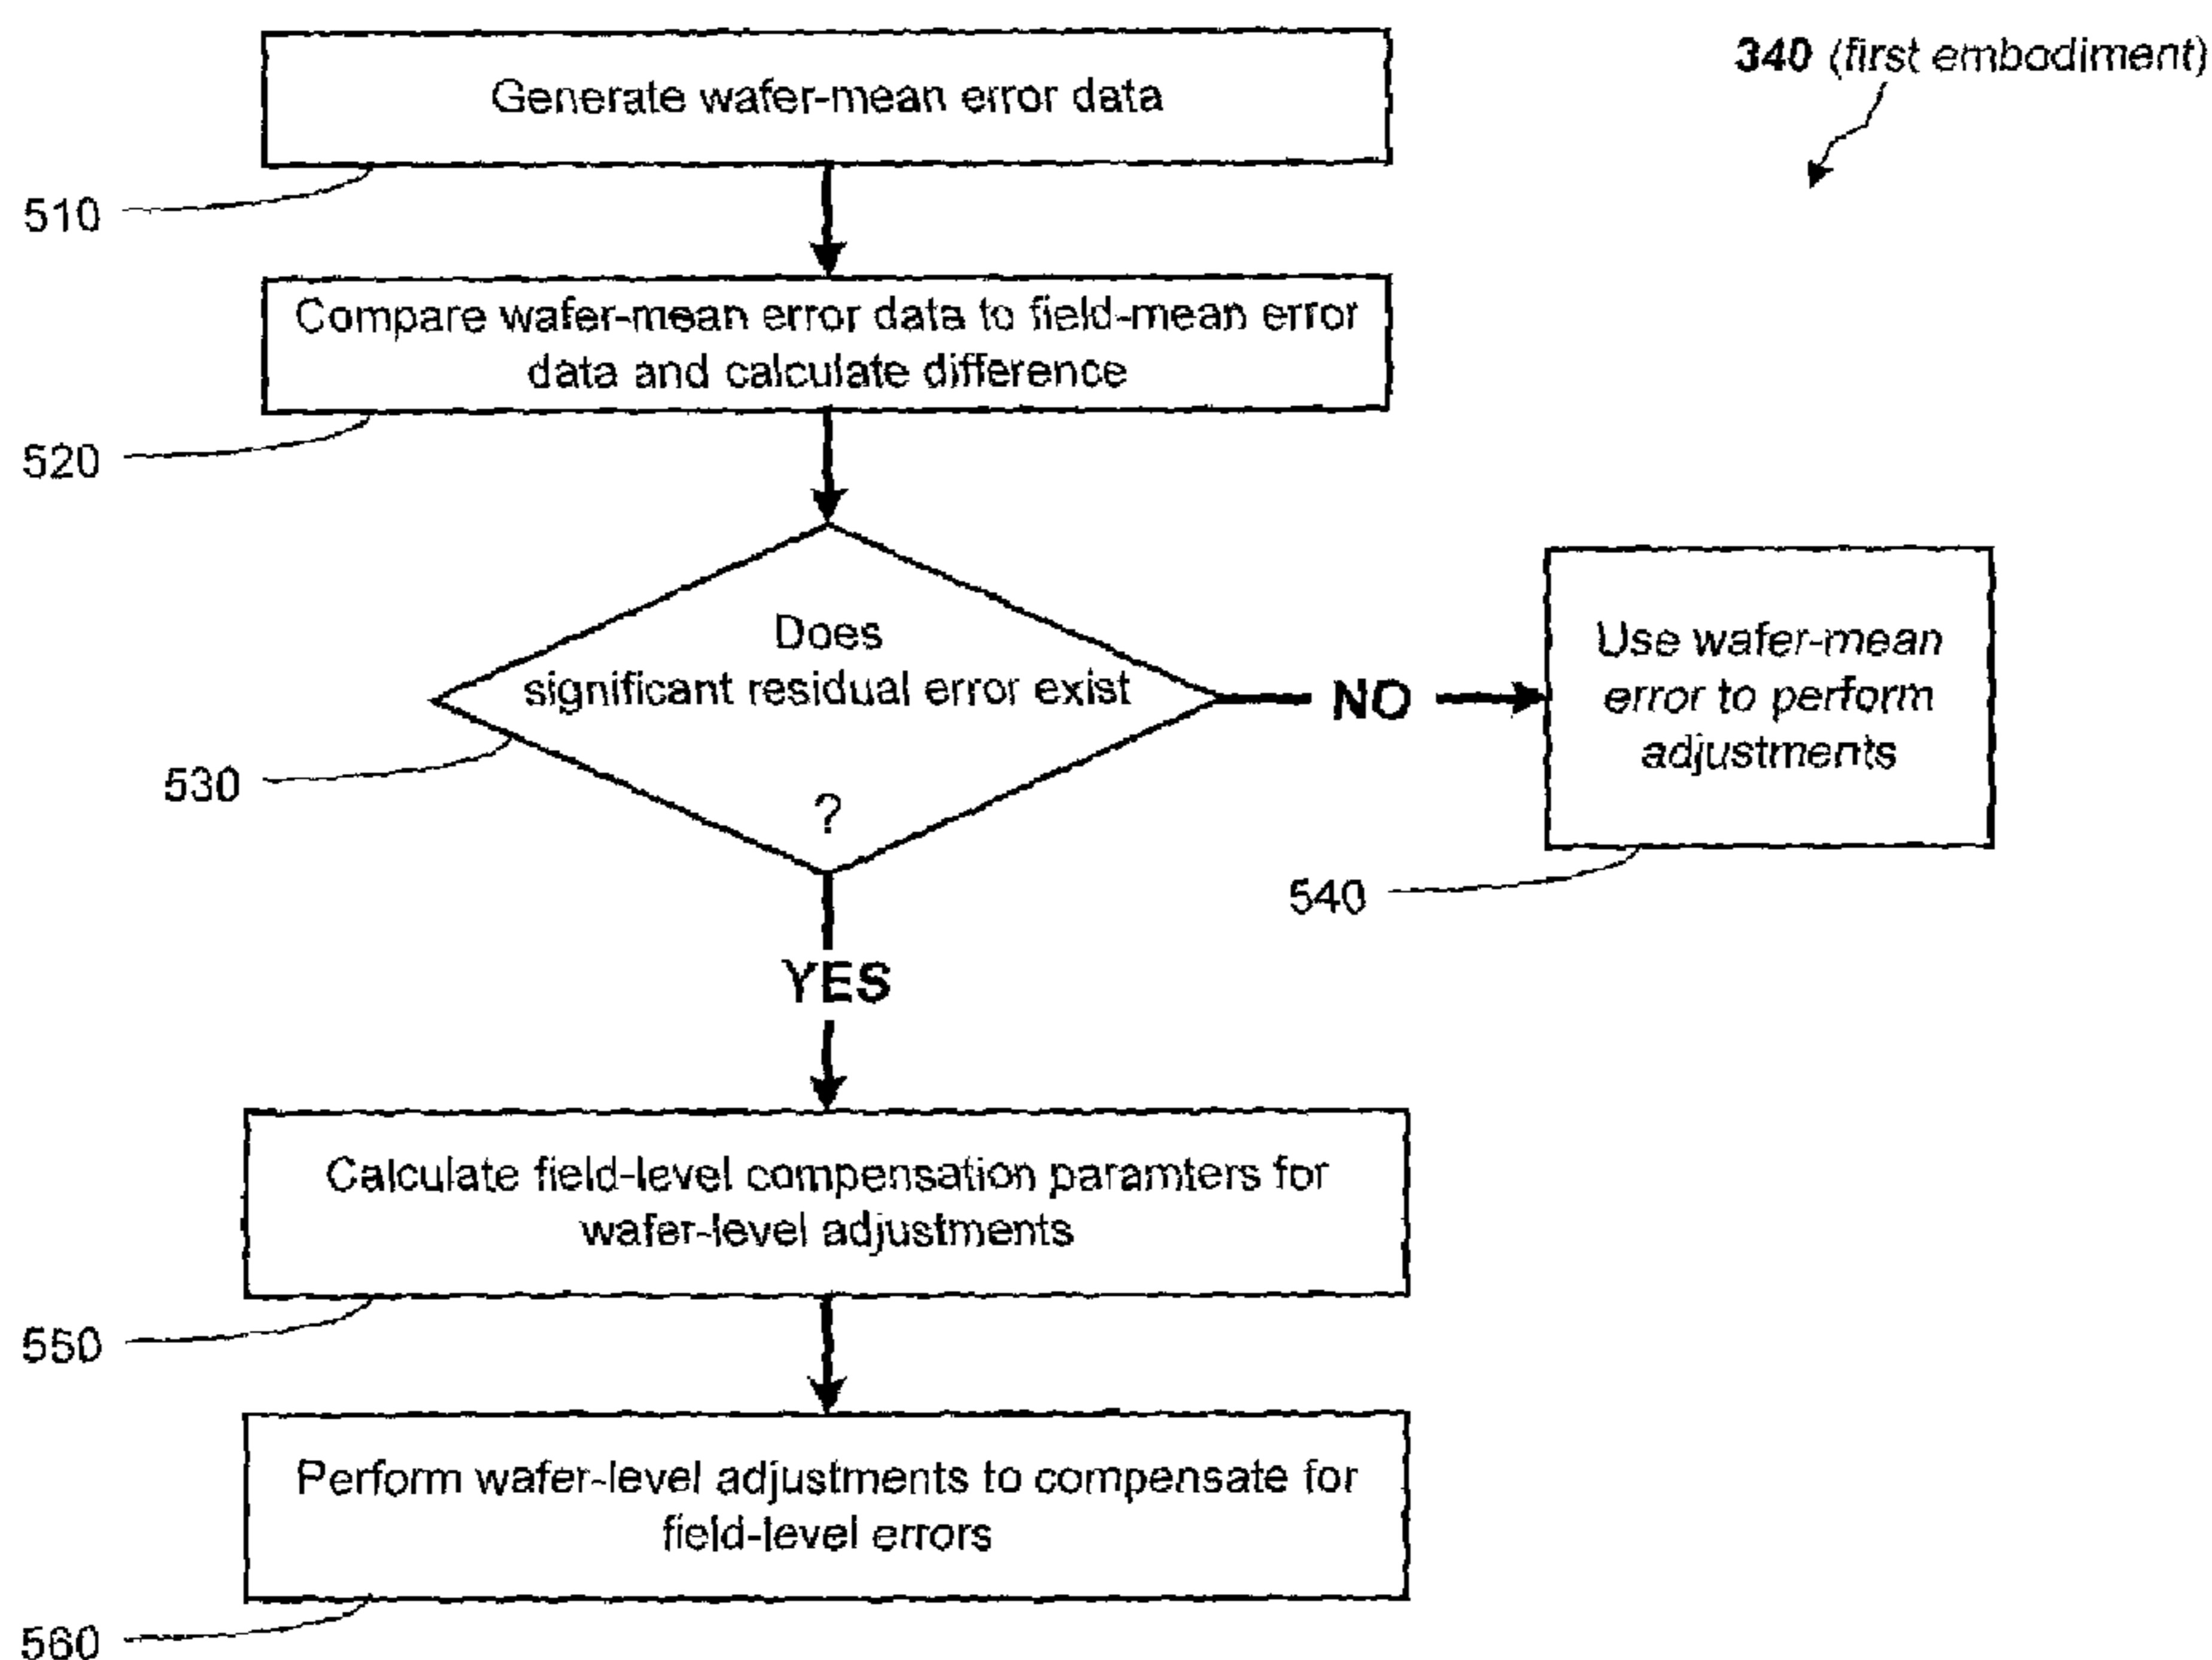 340 (first embodiment)
Generate wafer-mean error data
510
Compare wafer-mean error data to field-mean error
data and calculate difference
520
Does
significant residual error exist
?
530
NO
Use wafer-mean
error to perform
adjustments
540
YES
Calculate field-level compensation paramters for
wafer-level adjustments
550
Perform wafer-level adjustments to compensate for
field-level errors
560